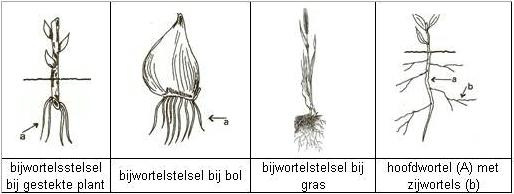 a
a
a
b
bijwortelsstelsel
bij gestekte plant
bijwortelstelsel bij bol
bijwortelstelsel bij
gras
hoofdwortel (A) met
zijwortels (b)